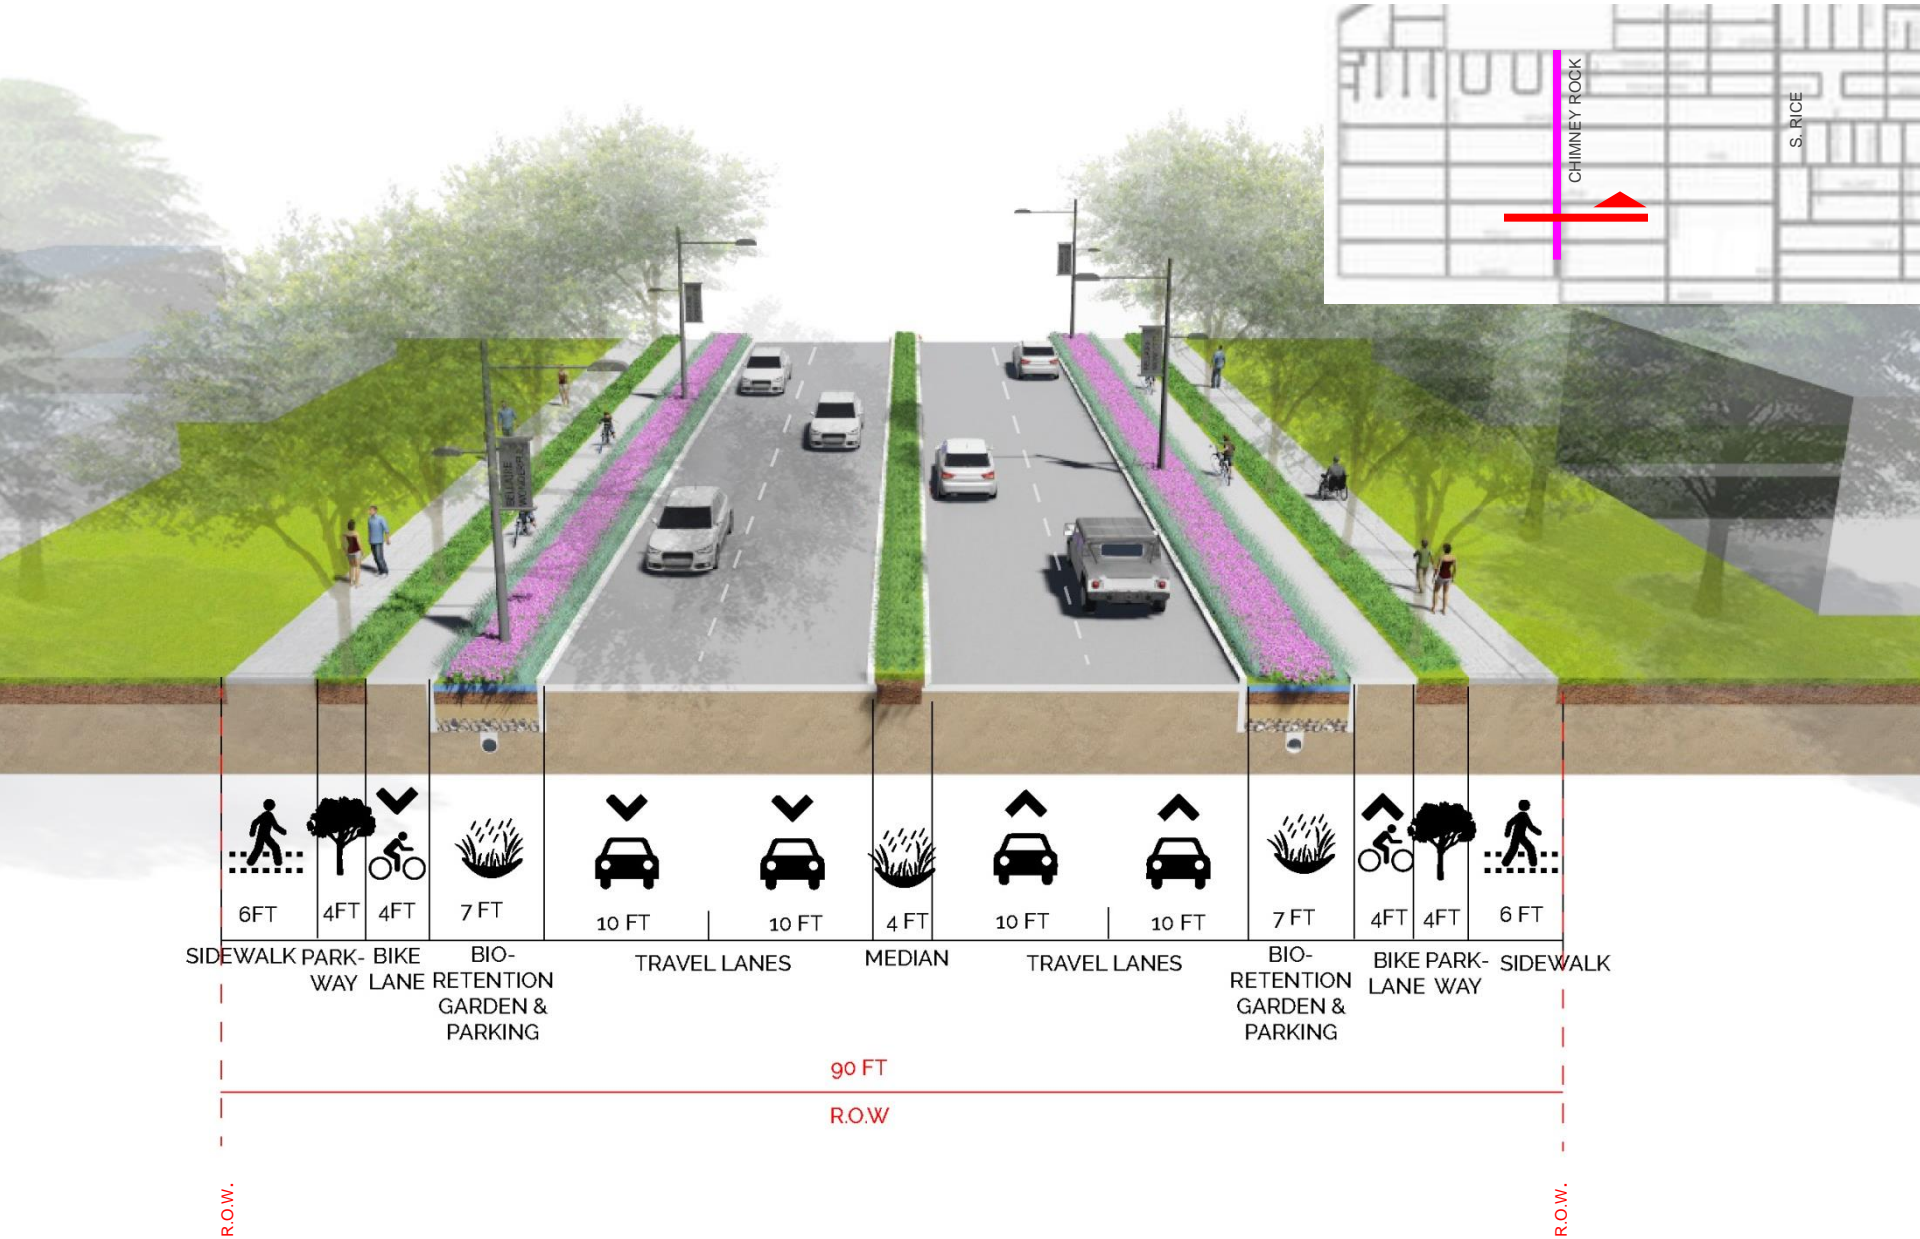 CHIMNEY ROCK
S. RICE
BELLAIRE
6FT
4FT
4FT
7 FT
10 FT
10 FT
4 FT
10 FT
10 FT
7 FT
4FT
4FT
6 FT
SIDEWALK
PARK-
WAY
BIKE
LANE
BIO-
RETENTION
GARDEN &
PARKING
TRAVEL LANES
MEDIAN
TRAVEL LANES
BIO-
RETENTION
GARDEN &
PARKING
BIKE
LANE
PARK-
WAY
SIDEWALK
90 FT
R.O.W
R.O.W.
R.O.W.